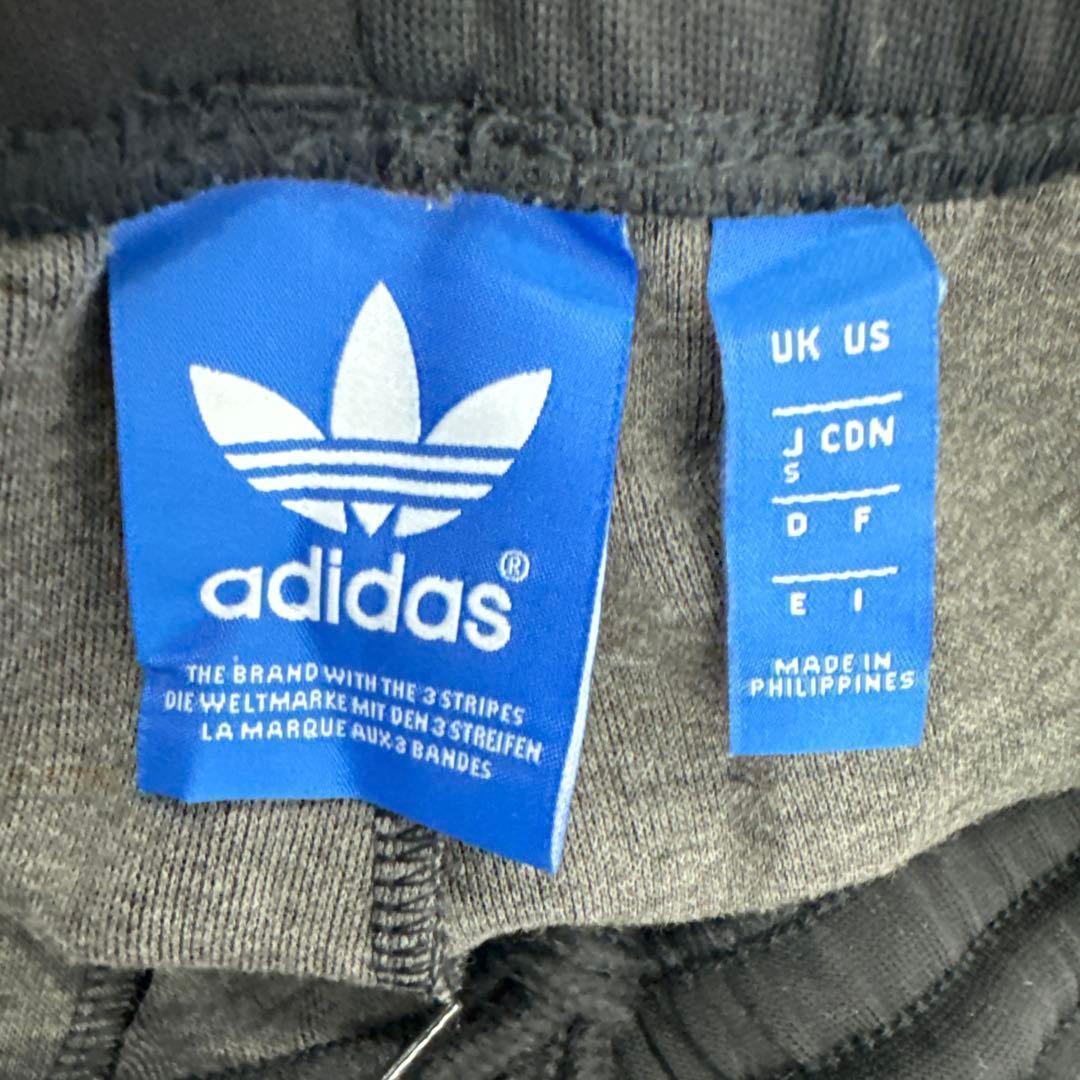 adidas®
THE BRAND WITH THE 3 STRIPES
DIE WELTMARKE MIT DEN 3 STREIFEN
LA MARQUE AUX 3 BANDES
UK US
J CDN
S
D F
E I
MADE IN
PHILIPPINES